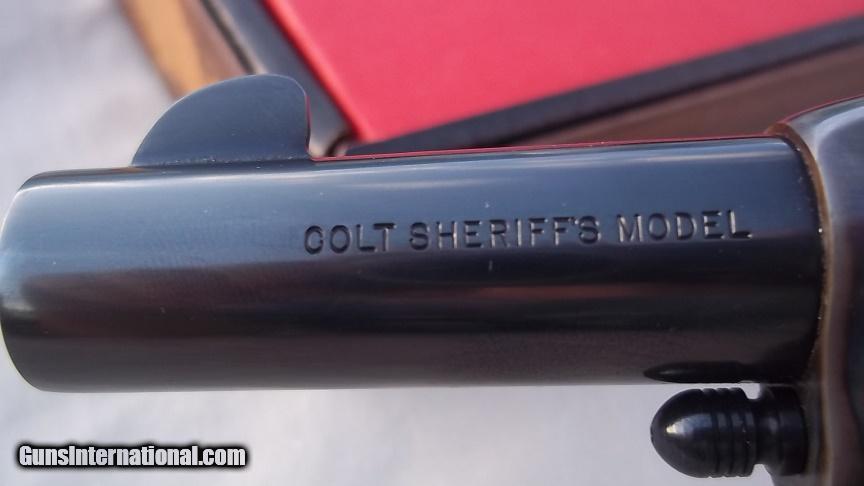 COLT SHERIFF'S MODEL
GunsInternational.com